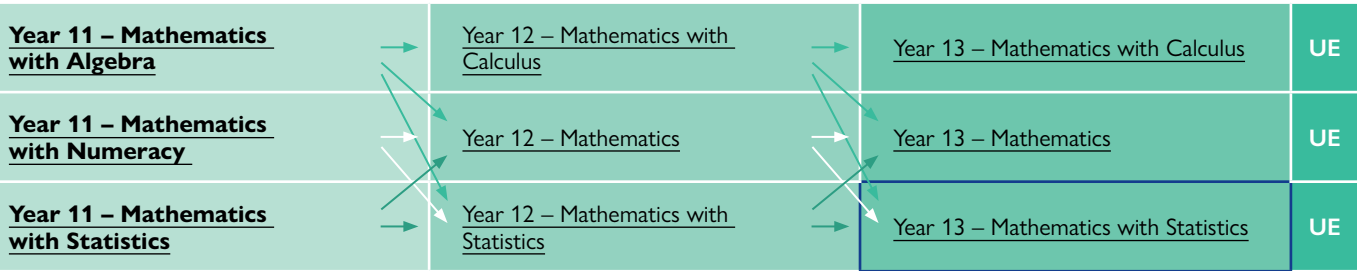 Year 11 – Mathematics
with Algebra
Year 12 – Mathematics with
Calculus
Year 13 – Mathematics with Calculus
UE
Year 11 – Mathematics
with Numeracy
Year 12 – Mathematics
Year 13 – Mathematics
UE
Year 11 – Mathematics
with Statistics
Year 12 – Mathematics with
Statistics
Year 13 – Mathematics with Statistics
UE